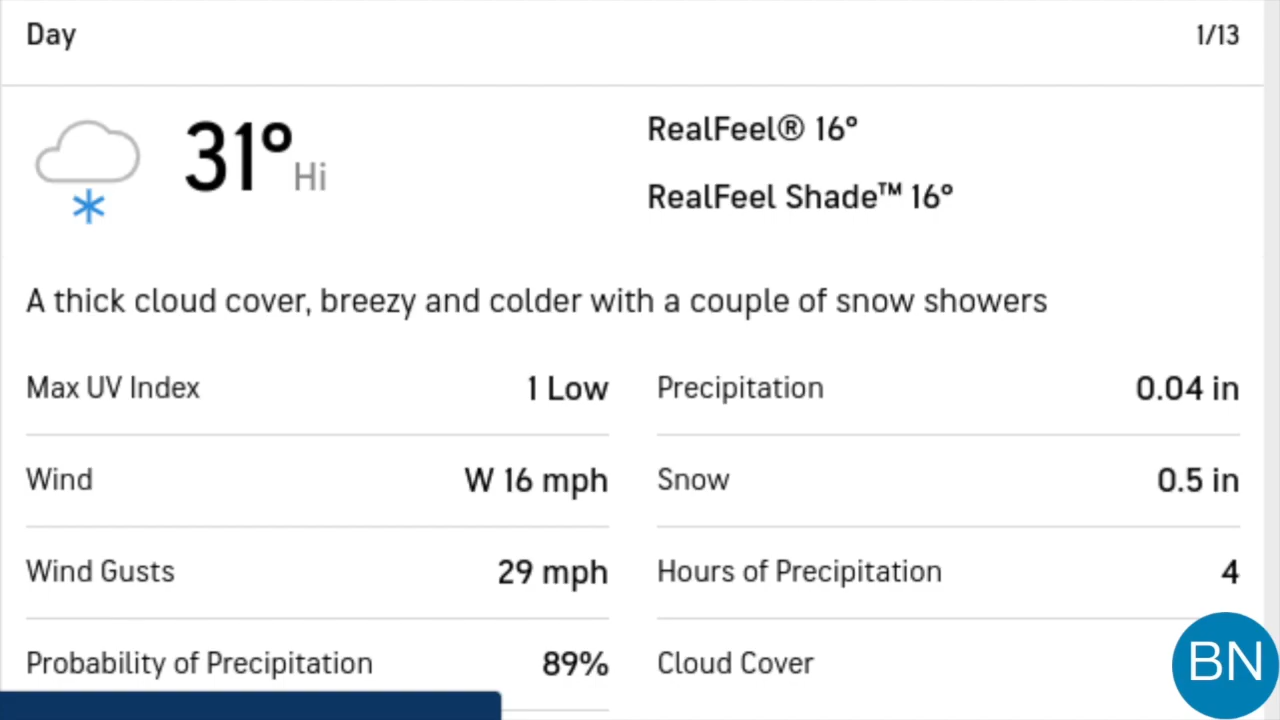 Day 1/13
31° Hi
RealFeel® 16°
RealFeel Shade™ 16°
A thick cloud cover, breezy and colder with a couple of snow showers
Max UV Index 1 Low
Precipitation 0.04 in
Wind W 16 mph
Snow 0.5 in
Wind Gusts 29 mph
Hours of Precipitation 4
Probability of Precipitation 89%
Cloud Cover
BN